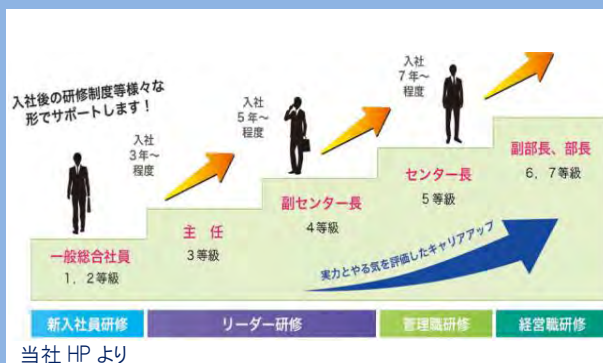 入社後の研修制度等様々な
形でサポートします！
入社
3年～
程度
入社
5年～
程度
入社
7年～
程度
一般総合社員
1．2等級
主任
3等級
副センター長
4等級
センター長
5等級
副部長、部長
6．7等級
実力とやる気を評価したキャリアアップ
新入社員研修
リーダー研修
管理職研修
経営職研修
当社 HP より